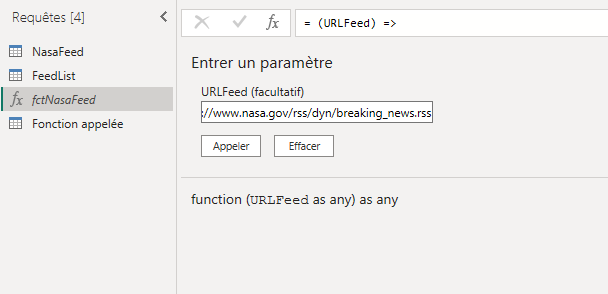 Requêtes [4]
NasaFeed
FeedList
fctNasaFeed
Fonction appelée
fx = (URLFeed) =>
Entrer un paramètre
URLFeed (facultatif)
://www.nasa.gov/rss/dyn/breaking_news.rss
Appeler Effacer
function (URLFeed as any) as any